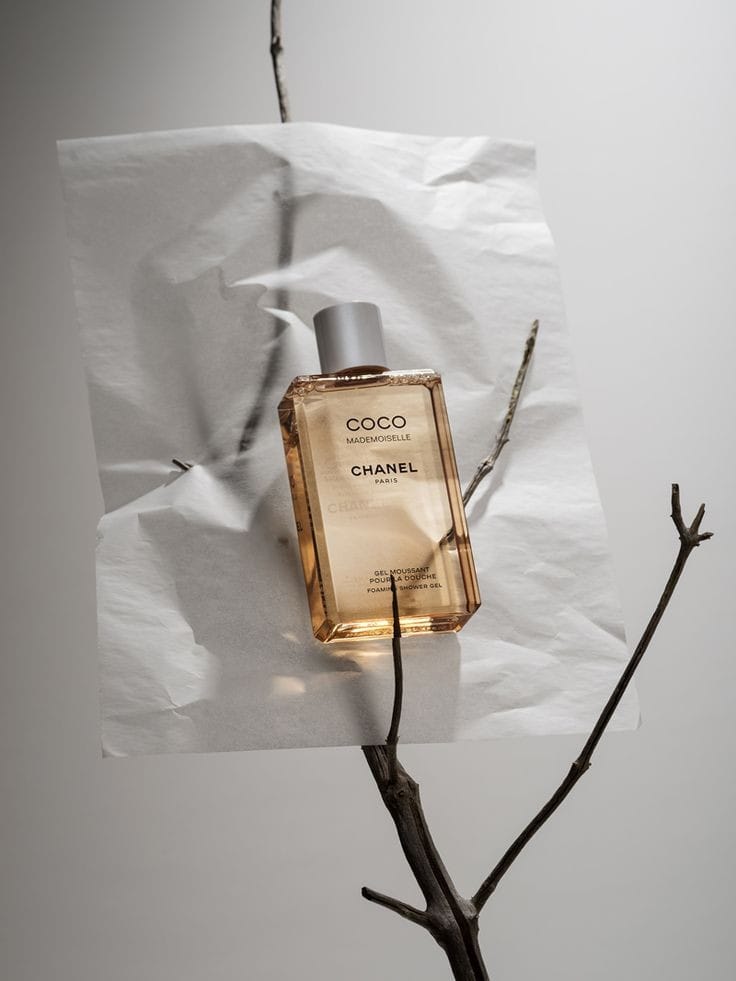 COCO
MADEMOISELLE
CHANEL
PARIS
GEL MOUSSANT
POUR LA DOUCHE
FOAMING SHOWER GEL